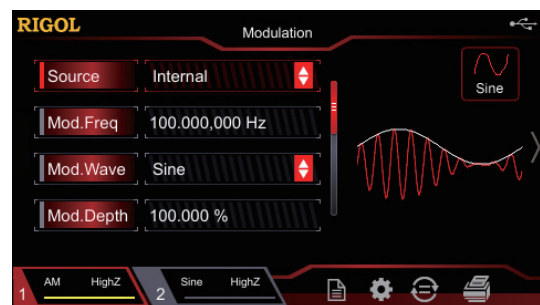 RIGOL
Modulation
Source Internal
Sine
Mod.Freq 100.000,000 Hz
Mod.Wave Sine
Mod.Depth 100.000 %
1 AM HighZ 2 Sine HighZ